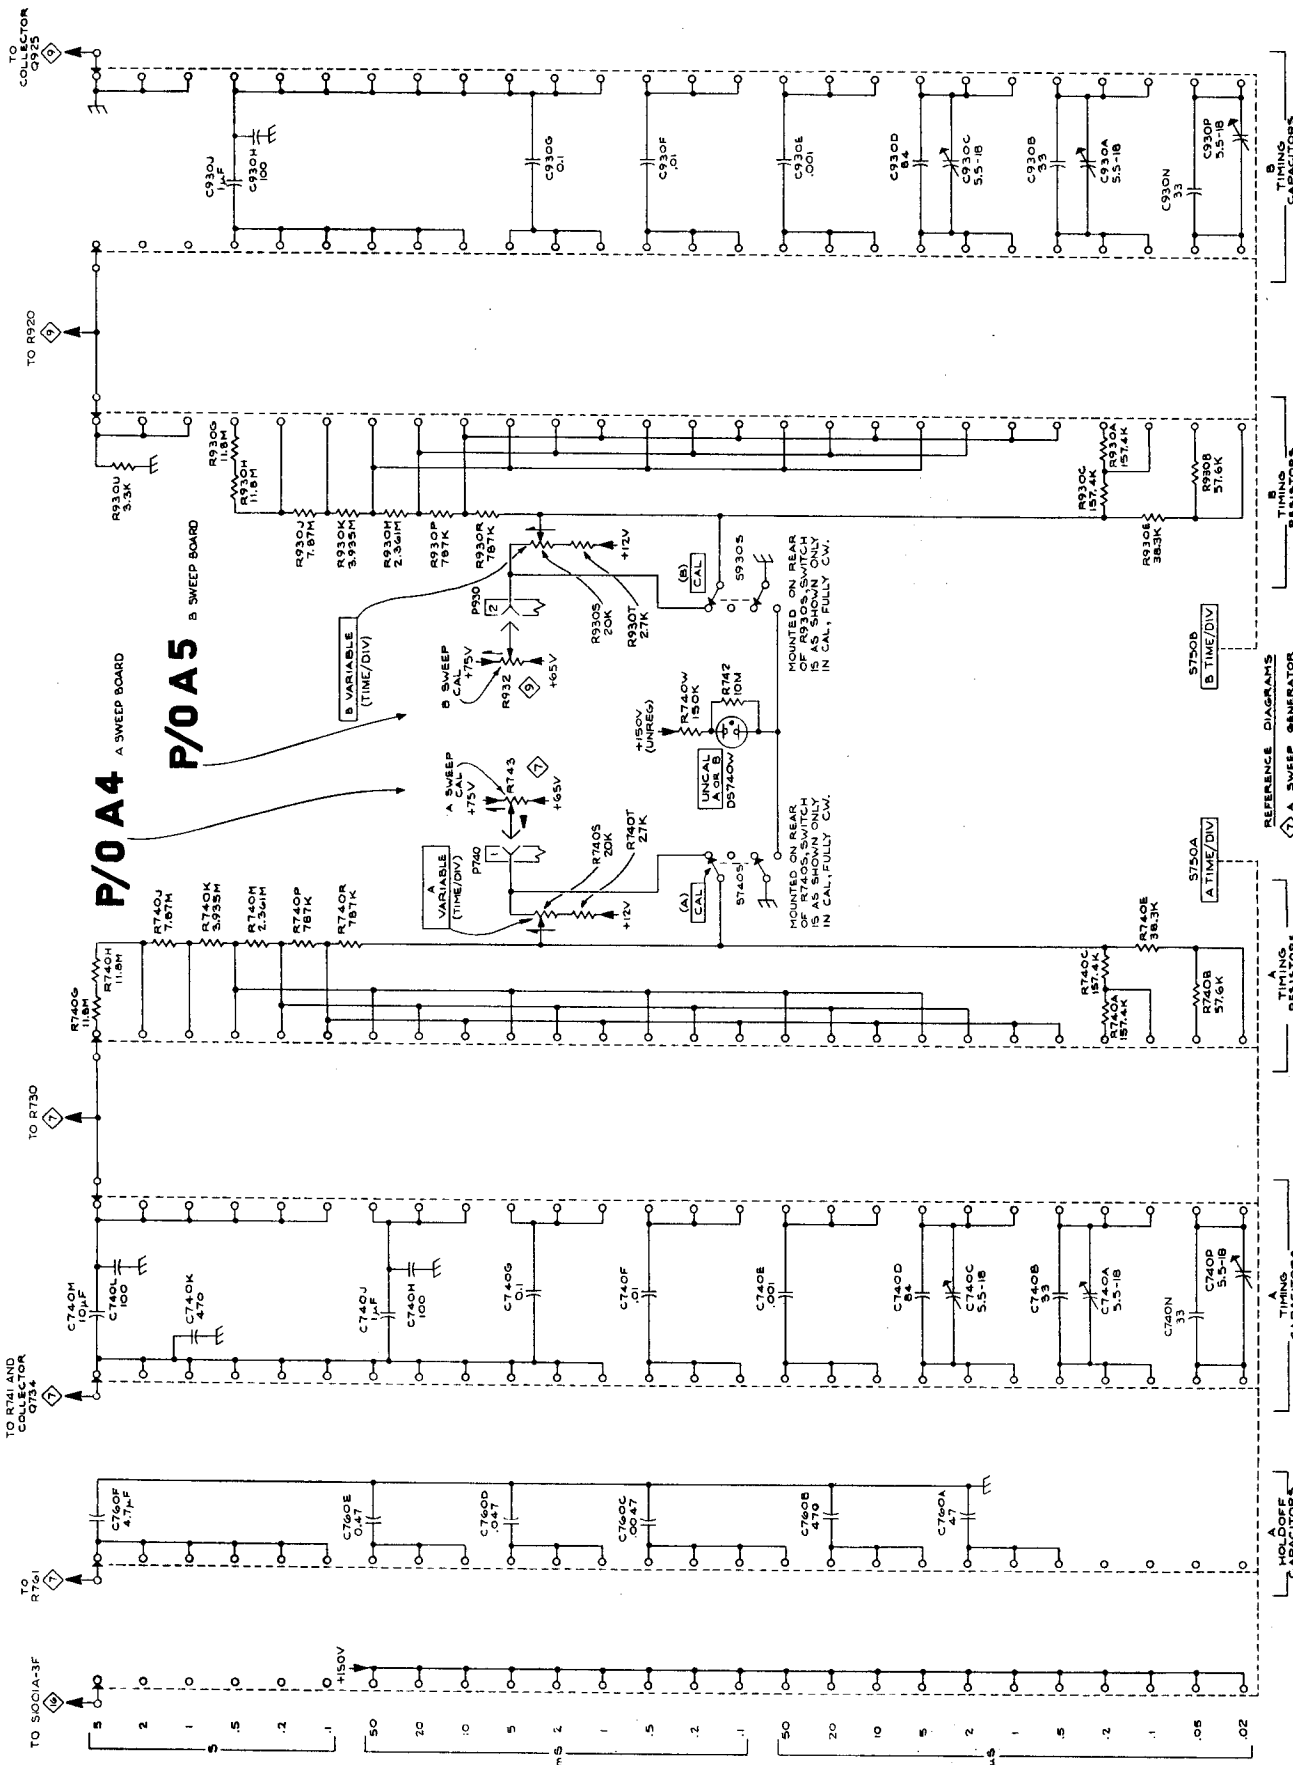 TO
COLLECTOR
Q925
9
C930J
1µF
C930H
100
C930G
0.1
C930F
.01
C930E
.001
C930D
84
C930C
5.5-18
C930B
33
C930A
5.5-18
C930N
33
C930P
5.5-18
B
TIMING
CAPACITORS
TO R920
9
R930U
3.3K
R930G
11.8M
R930H
11.8M
R930J
7.87M
R930K
3.935M
R930H
2.361M
R930P
787K
R930R
787K
R930C
157.4K
R930A
157.4K
R930E
38.3K
R930B
57.6K
B
TIMING
RESISTORS
P/O A4 A SWEEP BOARD
P/O A5 B SWEEP BOARD
B VARIABLE
(TIME/DIV)
P930
2
B SWEEP
CAL
+75V
R932
+65V
9
R930S
20K
R930T
2.7K
+12V
(B)
CAL
S930S
MOUNTED ON REAR
OF R930S, SWITCH
IS AS SHOWN ONLY
IN CAL, FULLY CW.
+150V
(UNREG)
R740W
150K
R742
10M
UNCAL
A OR B
DS740W
A SWEEP
CAL
+75V
R743
+65V
7
A
VARIABLE
(TIME/DIV)
P740
1
R740S
20K
R740T
2.7K
+12V
(A)
CAL
S740S
MOUNTED ON REAR
OF R740S, SWITCH
IS AS SHOWN ONLY
IN CAL, FULLY CW.
S750B
B TIME/DIV
S750A
A TIME/DIV
REFERENCE DIAGRAMS
7 A SWEEP GENERATOR
R740G
11.8M
R740H
11.8M
R740J
7.87M
R740K
3.935M
R740M
2.361M
R740P
787K
R740R
787K
R740C
157.4K
R740A
157.4K
R740E
38.3K
R740B
57.6K
A
TIMING
RESISTORS
TO R730
7
C740M
10µF
C740L
100
C740K
470
C740J
1µF
C740H
100
C740G
0.1
C740F
.01
C740E
.001
C740D
84
C740C
5.5-18
C740B
33
C740A
5.5-18
C740N
33
C740P
5.5-18
A
TIMING
CAPACITORS
TO R741 AND
COLLECTOR
Q734
7
C760F
4.7µF
C760E
0.47
C760D
.047
C760C
.0047
C760B
470
C760A
47
A
HOLDOFF
CAPACITORS
TO
R761
7
TO S1001A-3F
+150V
5
2
1
.5
.2
.1
S
50
20
10
5
2
1
.5
.2
.1
mS
50
20
10
5
2
1
.5
.2
.1
.05
.02
µS